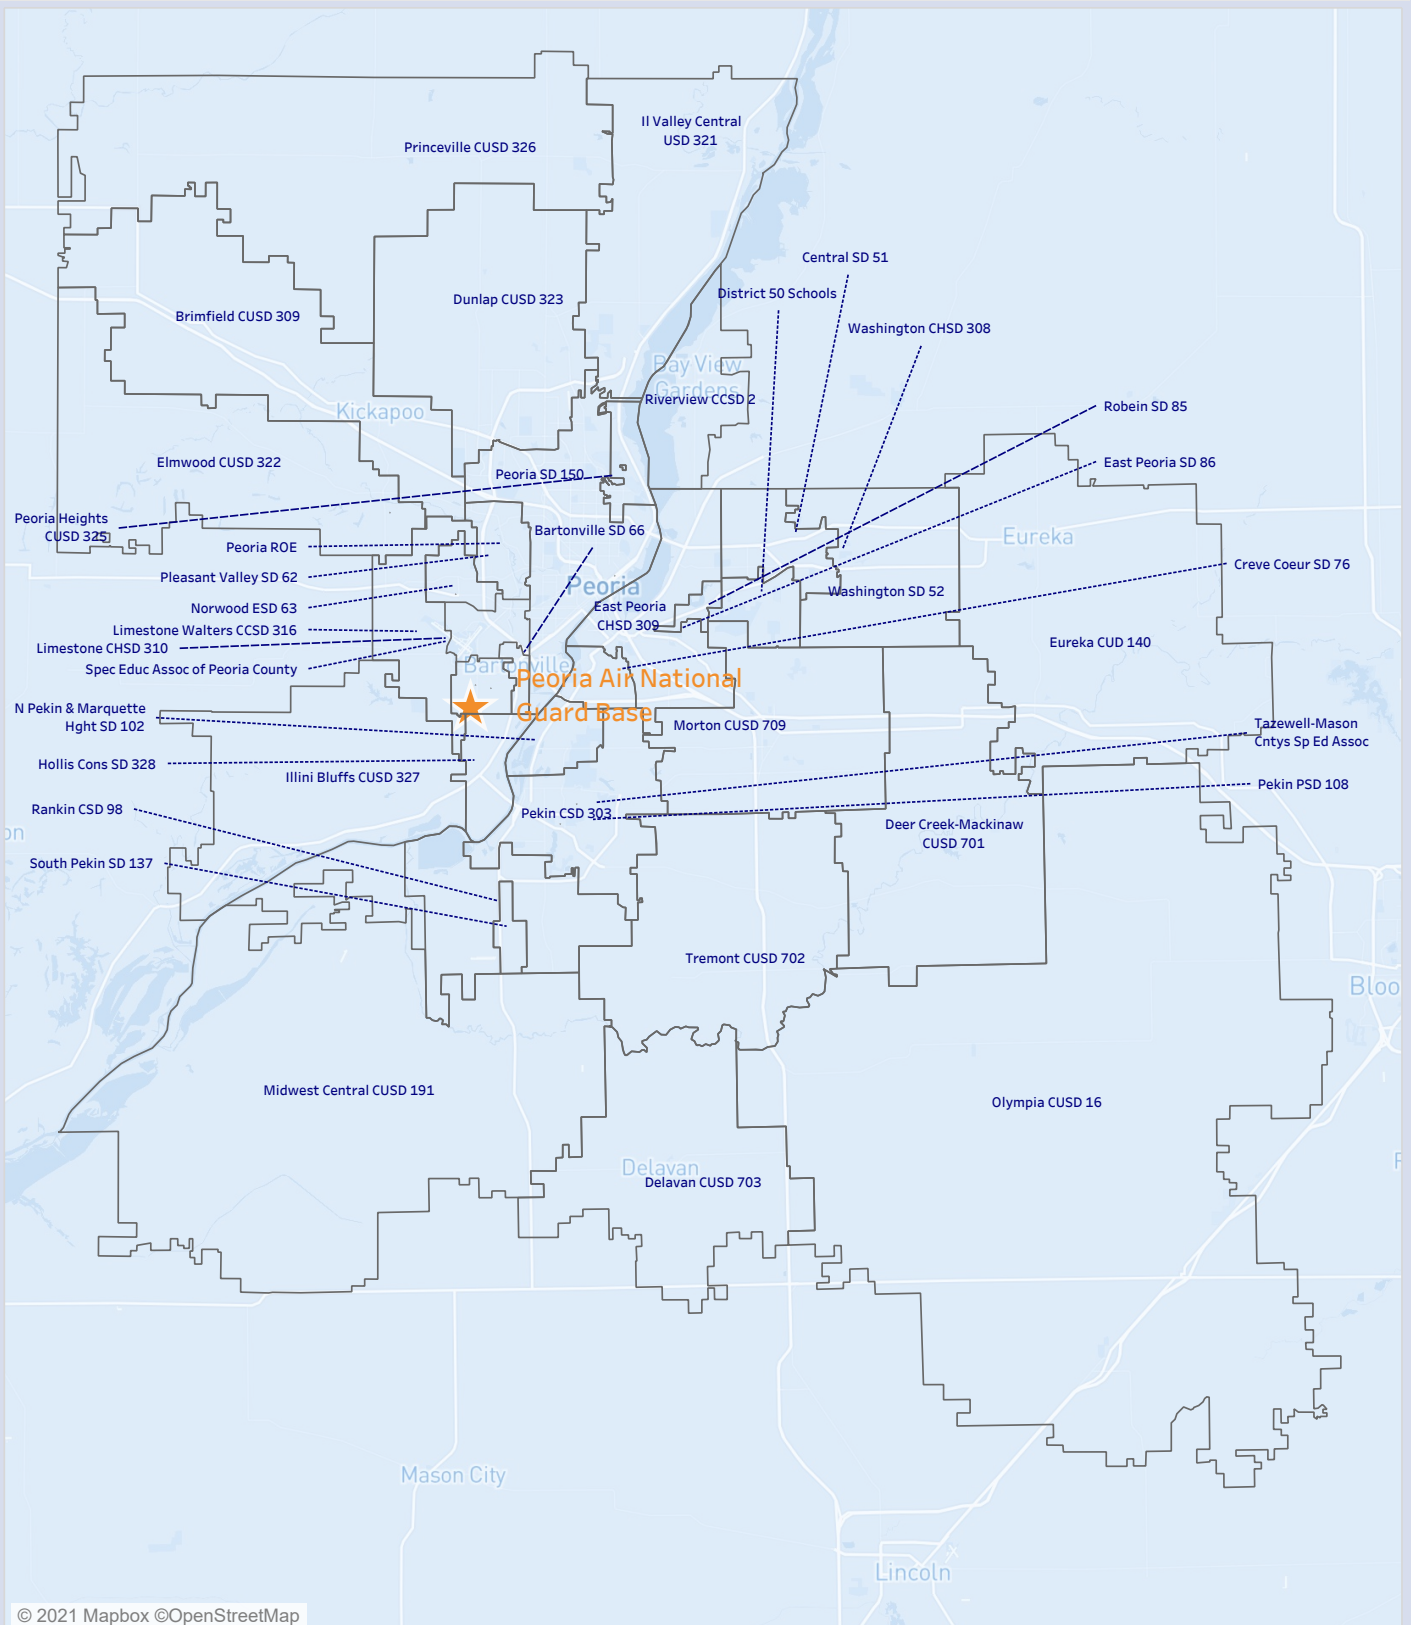 Il Valley Central
USD 321
Princeville CUSD 326
Central SD 51
District 50 Schools
Dunlap CUSD 323
Brimfield CUSD 309
Washington CHSD 308
Bay View
Gardens
Riverview CCSD 2
Kickapoo
Robein SD 85
Elmwood CUSD 322
East Peoria SD 86
Peoria SD 150
Peoria Heights
CUSD 325
Bartonville SD 66
Eureka
Peoria ROE
Creve Coeur SD 76
Pleasant Valley SD 62
Peoria
Washington SD 52
Norwood ESD 63
East Peoria
CHSD 309
Limestone Walters CCSD 316
Eureka CUD 140
Limestone CHSD 310
Spec Educ Assoc of Peoria County
Bartonville
Peoria Air National
Guard Base
N Pekin & Marquette
Hght SD 102
Morton CUSD 709
Tazewell-Mason
Cntys Sp Ed Assoc
Hollis Cons SD 328
Illini Bluffs CUSD 327
Pekin PSD 108
Rankin CSD 98
Pekin CSD 303
Deer Creek-Mackinaw
CUSD 701
on
South Pekin SD 137
Tremont CUSD 702
Bloo
Midwest Central CUSD 191
Olympia CUSD 16
Delavan
Delavan CUSD 703
Mason City
Lincoln
© 2021 Mapbox ©OpenStreetMap